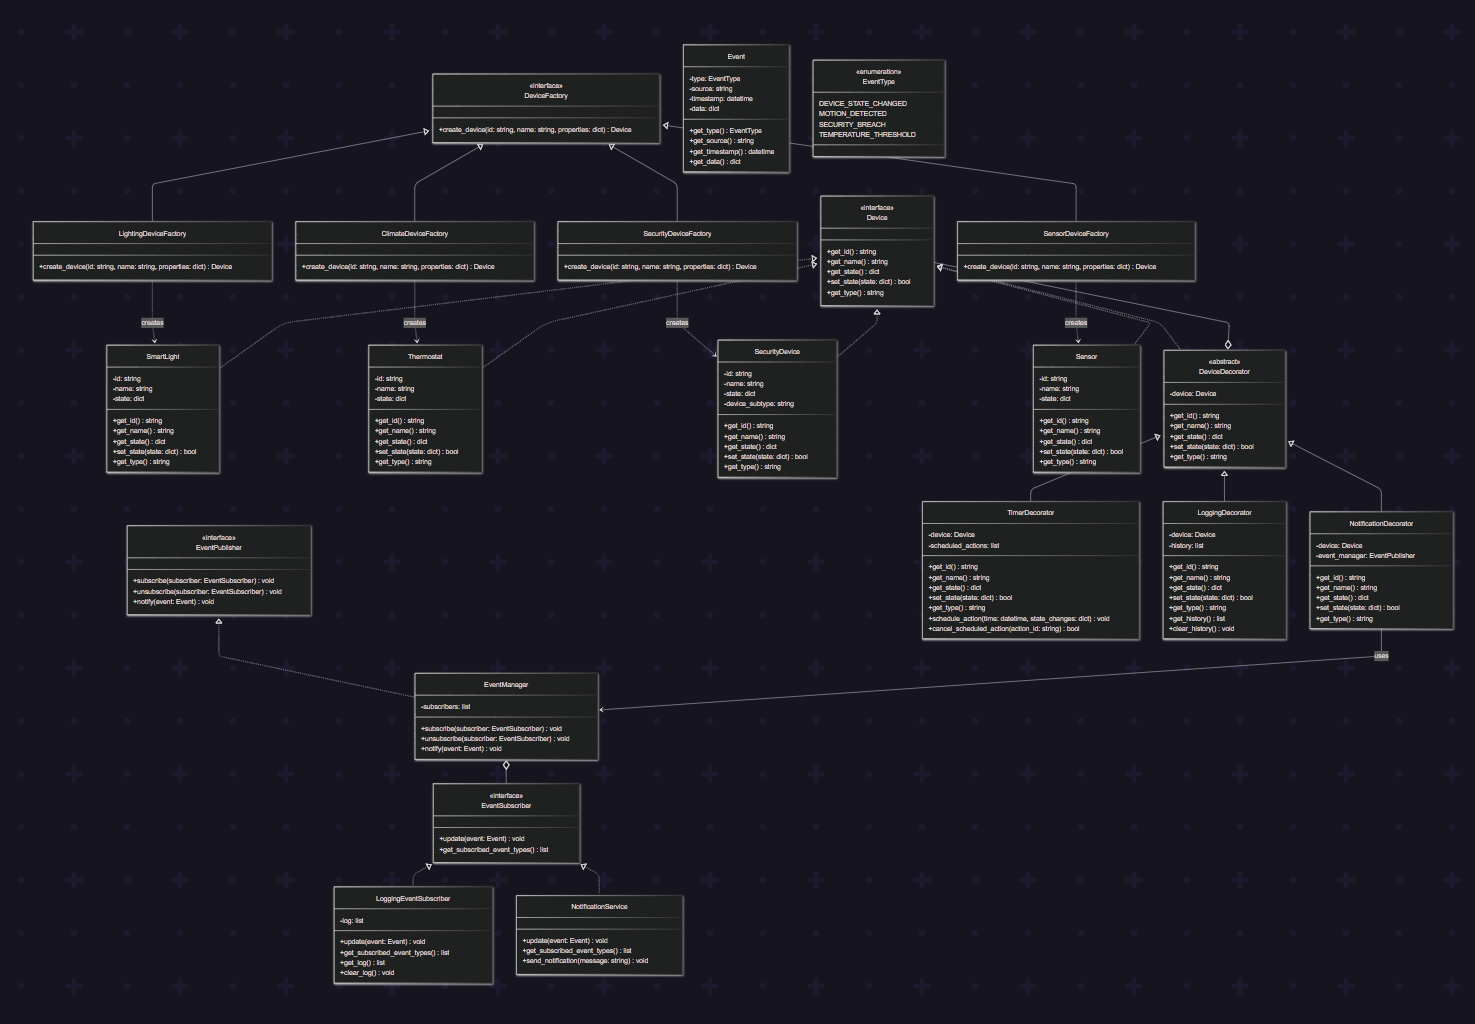 Event
-type: EventType
-source: string
-timestamp: datetime
-data: dict
+get_type() : EventType
+get_source() : string
+get_timestamp() : datetime
+get_data() : dict
«enumeration»
EventType
DEVICE_STATE_CHANGED
MOTION_DETECTED
SECURITY_BREACH
TEMPERATURE_THRESHOLD
«interface»
DeviceFactory
+create_device(id: string, name: string, properties: dict) : Device
LightingDeviceFactory
+create_device(id: string, name: string, properties: dict) : Device
ClimateDeviceFactory
+create_device(id: string, name: string, properties: dict) : Device
SecurityDeviceFactory
+create_device(id: string, name: string, properties: dict) : Device
«interface»
Device
+get_id() : string
+get_name() : string
+get_state() : dict
+set_state(state: dict) : bool
+get_type() : string
SensorDeviceFactory
+create_device(id: string, name: string, properties: dict) : Device
creates
creates
creates
creates
SmartLight
-id: string
-name: string
-state: dict
+get_id() : string
+get_name() : string
+get_state() : dict
+set_state(state: dict) : bool
+get_type() : string
Thermostat
-id: string
-name: string
-state: dict
+get_id() : string
+get_name() : string
+get_state() : dict
+set_state(state: dict) : bool
+get_type() : string
SecurityDevice
-id: string
-name: string
-state: dict
-device_subtype: string
+get_id() : string
+get_name() : string
+get_state() : dict
+set_state(state: dict) : bool
+get_type() : string
Sensor
-id: string
-name: string
-state: dict
+get_id() : string
+get_name() : string
+get_state() : dict
+set_state(state: dict) : bool
+get_type() : string
«abstract»
DeviceDecorator
-device: Device
+get_id() : string
+get_name() : string
+get_state() : dict
+set_state(state: dict) : bool
+get_type() : string
TimerDecorator
-device: Device
-scheduled_actions: list
+get_id() : string
+get_name() : string
+get_state() : dict
+set_state(state: dict) : bool
+get_type() : string
+schedule_action(time: datetime, state_changes: dict) : void
+cancel_scheduled_action(action_id: string) : bool
LoggingDecorator
-device: Device
-history: list
+get_id() : string
+get_name() : string
+get_state() : dict
+set_state(state: dict) : bool
+get_type() : string
+get_history() : list
+clear_history() : void
NotificationDecorator
-device: Device
-event_manager: EventPublisher
+get_id() : string
+get_name() : string
+get_state() : dict
+set_state(state: dict) : bool
+get_type() : string
uses
«interface»
EventPublisher
+subscribe(subscriber: EventSubscriber) : void
+unsubscribe(subscriber: EventSubscriber) : void
+notify(event: Event) : void
EventManager
-subscribers: list
+subscribe(subscriber: EventSubscriber) : void
+unsubscribe(subscriber: EventSubscriber) : void
+notify(event: Event) : void
«interface»
EventSubscriber
+update(event: Event) : void
+get_subscribed_event_types() : list
LoggingEventSubscriber
-log: list
+update(event: Event) : void
+get_subscribed_event_types() : list
+get_log() : list
+clear_log() : void
NotificationService
+update(event: Event) : void
+get_subscribed_event_types() : list
+send_notification(message: string) : void